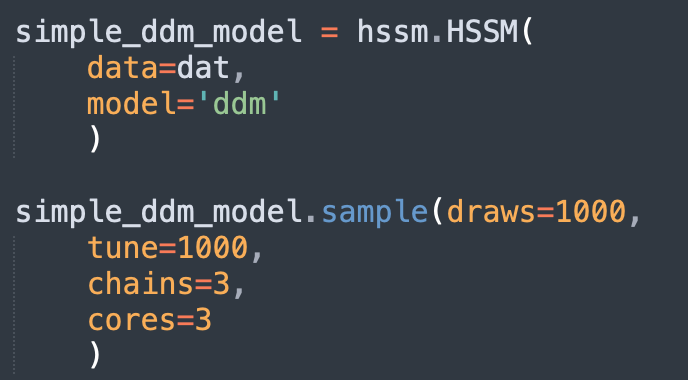 simple_ddm_model = hssm.HSSM(
    data=dat,
    model='ddm'
    )

simple_ddm_model.sample(draws=1000,
    tune=1000,
    chains=3,
    cores=3
    )